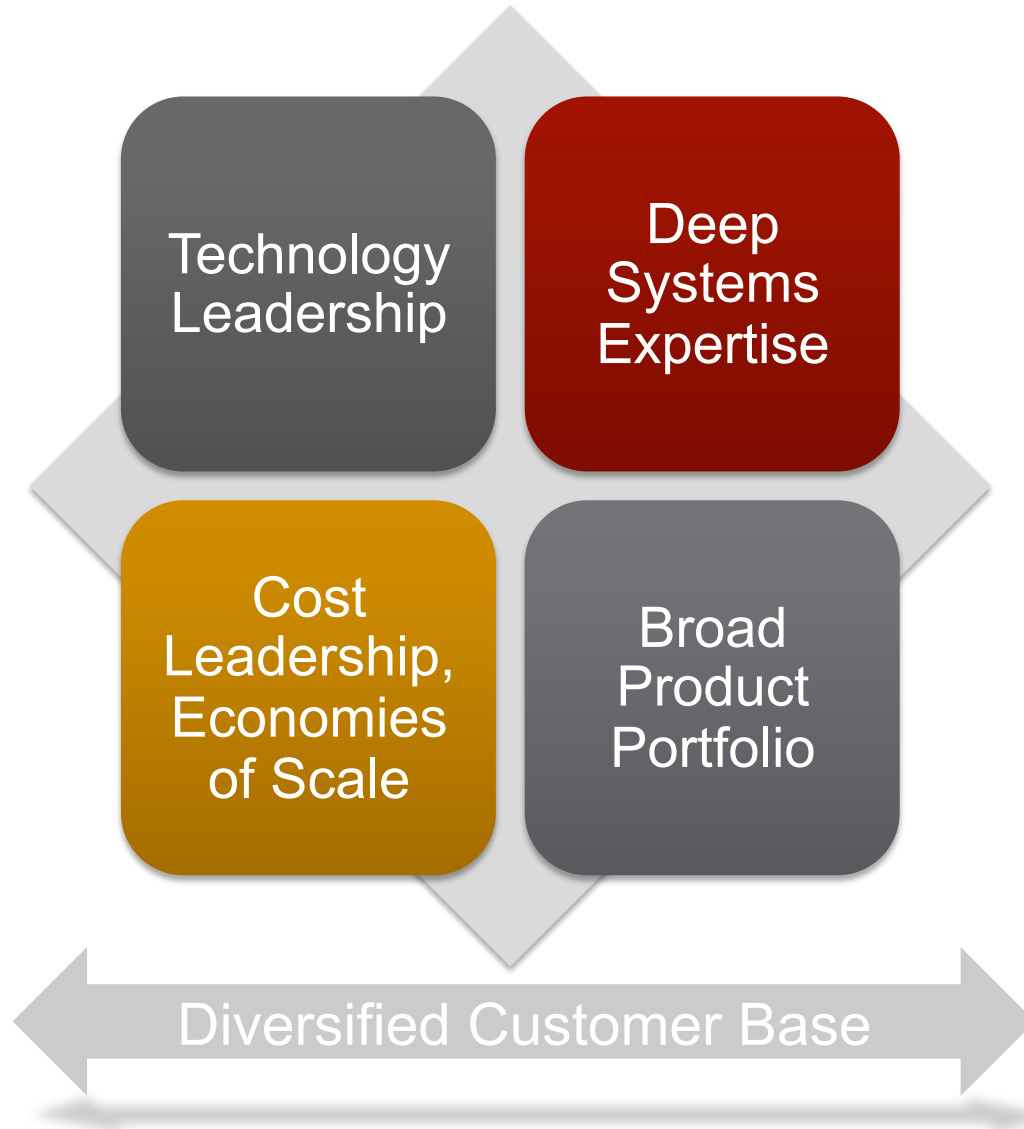 Technology
Leadership
Deep
Systems
Expertise
Cost
Leadership,
Economies
of Scale
Broad
Product
Portfolio
Diversified Customer Base